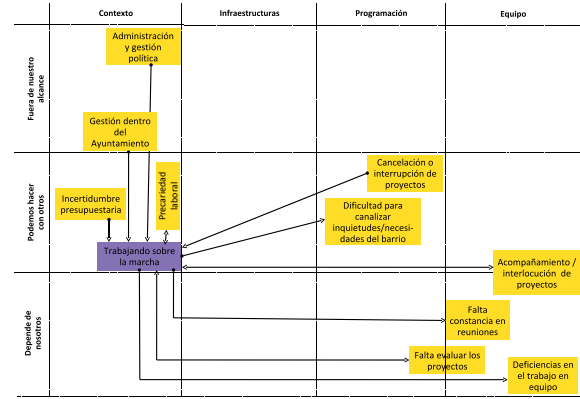 Contexto
Infraestructuras
Programación
Equipo
Fuera de nuestro
alcance
Administración
y gestión
política
Gestión dentro
del
Ayuntamiento
Podemos hacer
con otros
Cancelación o
interrupción de
proyectos
Precariedad
laboral
Incertidumbre
presupuestaria
Dificultad para
canalizar
inquietudes/necesi-
dades del barrio
Trabajando sobre
la marcha
Acompañamiento /
interlocución de
proyectos
Depende de
nosotros
Falta
constancia en
reuniones
Falta evaluar los
proyectos
Deficiencias en
el trabajo en
equipo